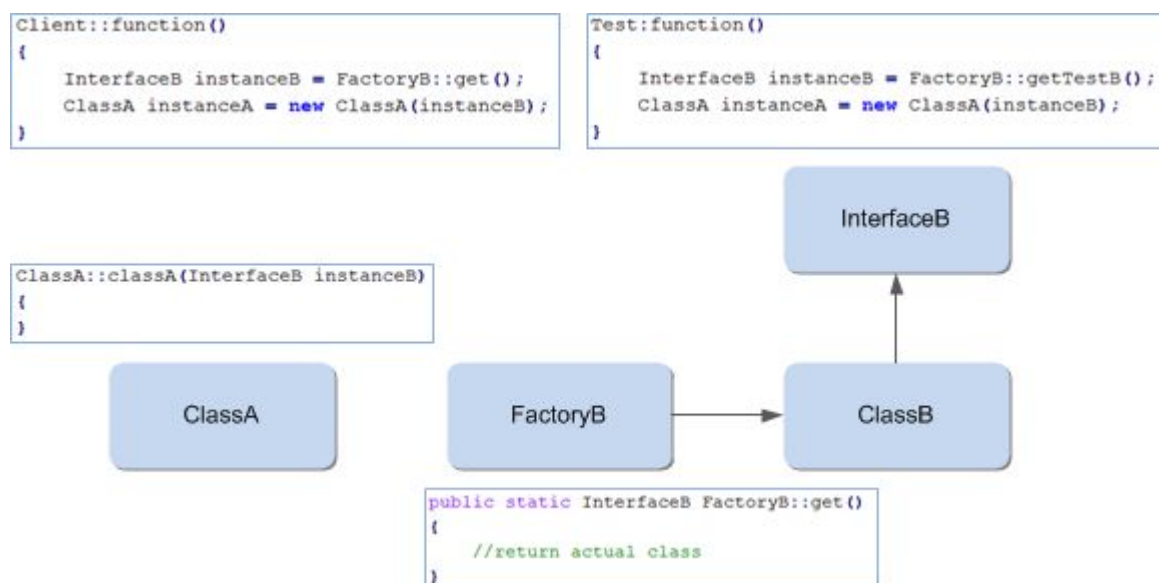 Client::function()
{
InterfaceB instanceB = FactoryB::get();
ClassA instanceA = new ClassA(instanceB);
}
Test:function()
{
InterfaceB instanceB = FactoryB::getTestB();
ClassA instanceA = new ClassA(instanceB);
}
InterfaceB
ClassA::classA(InterfaceB instanceB)
{
}
ClassA
FactoryB
ClassB
public static InterfaceB FactoryB::get()
{
//return actual class
}